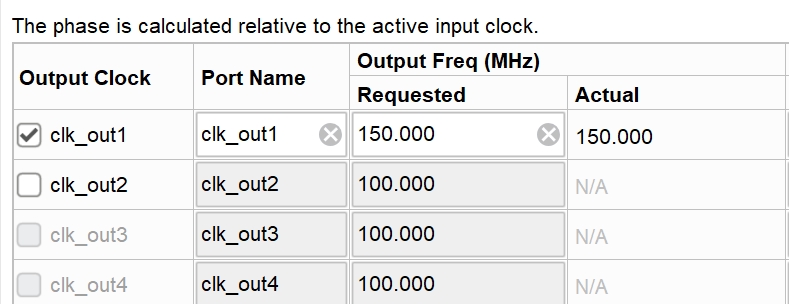 The phase is calculated relative to the active input clock.
Output Clock Port Name Output Freq (MHz)
Requested Actual
clk_out1 clk_out1 150.000 150.000
clk_out2 clk_out2 100.000 N/A
clk_out3 clk_out3 100.000 N/A
clk_out4 clk_out4 100.000 N/A